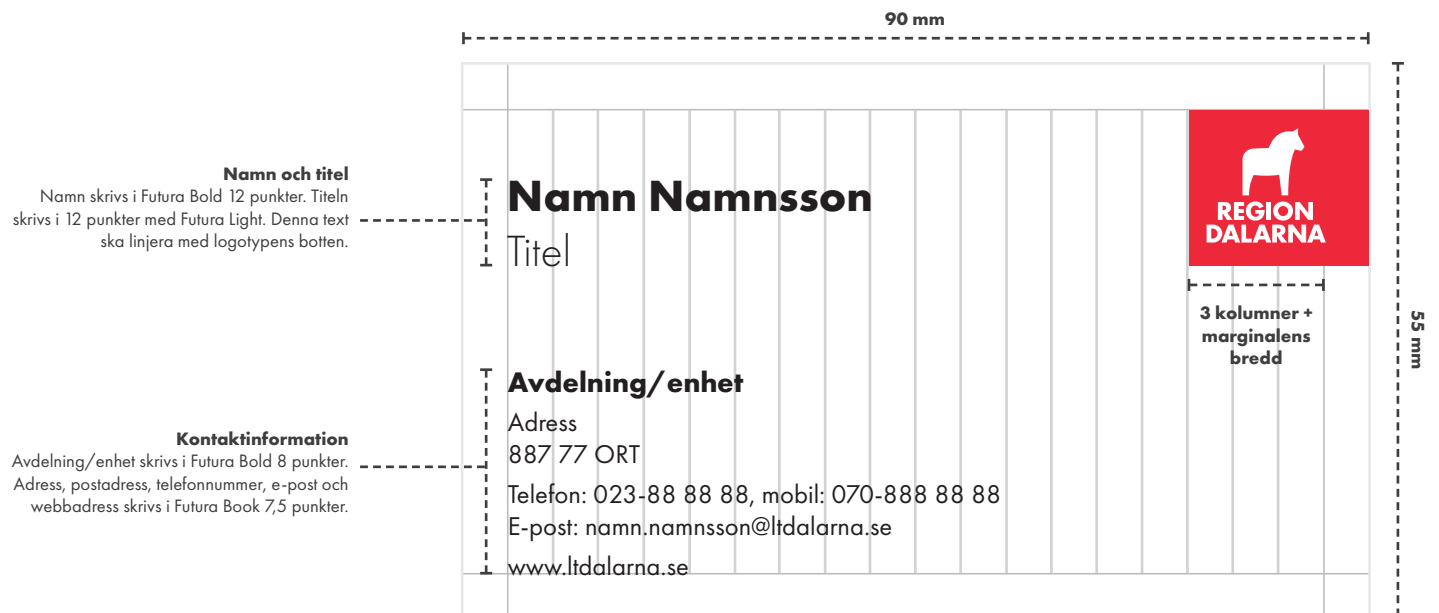 90 mm
Namn och titel
Namn skrivs i Futura Bold 12 punkter. Titeln
skrivs i 12 punkter med Futura Light. Denna text
ska linjera med logotypens botten.
Namn Namnsson
Titel
REGION
DALARNA
3 kolumner +
marginalens
bredd
55 mm
Kontaktinformation
Avdelning/enhet skrivs i Futura Bold 8 punkter.
Adress, postadress, telefonnummer, e-post och
webbadress skrivs i Futura Book 7,5 punkter.
Avdelning/enhet
Adress
887 77 ORT
Telefon: 023-88 88 88, mobil: 070-888 88 88
E-post: namn.namnsson@ltdalarna.se
www.ltdalarna.se